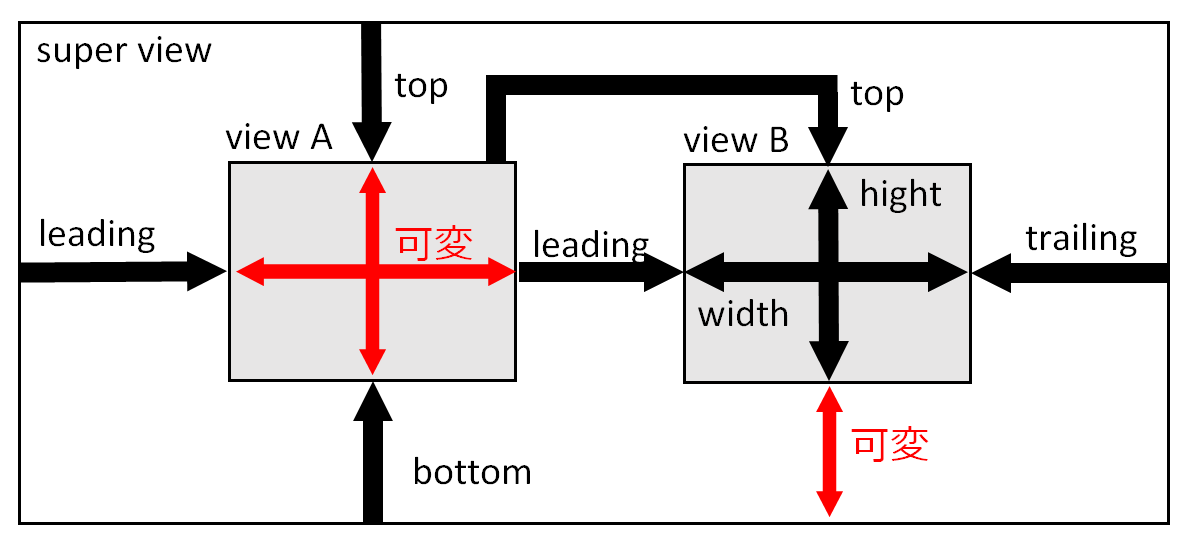 super view
top
top
view A
view B
hight
leading
可変
leading
trailing
width
可変
bottom